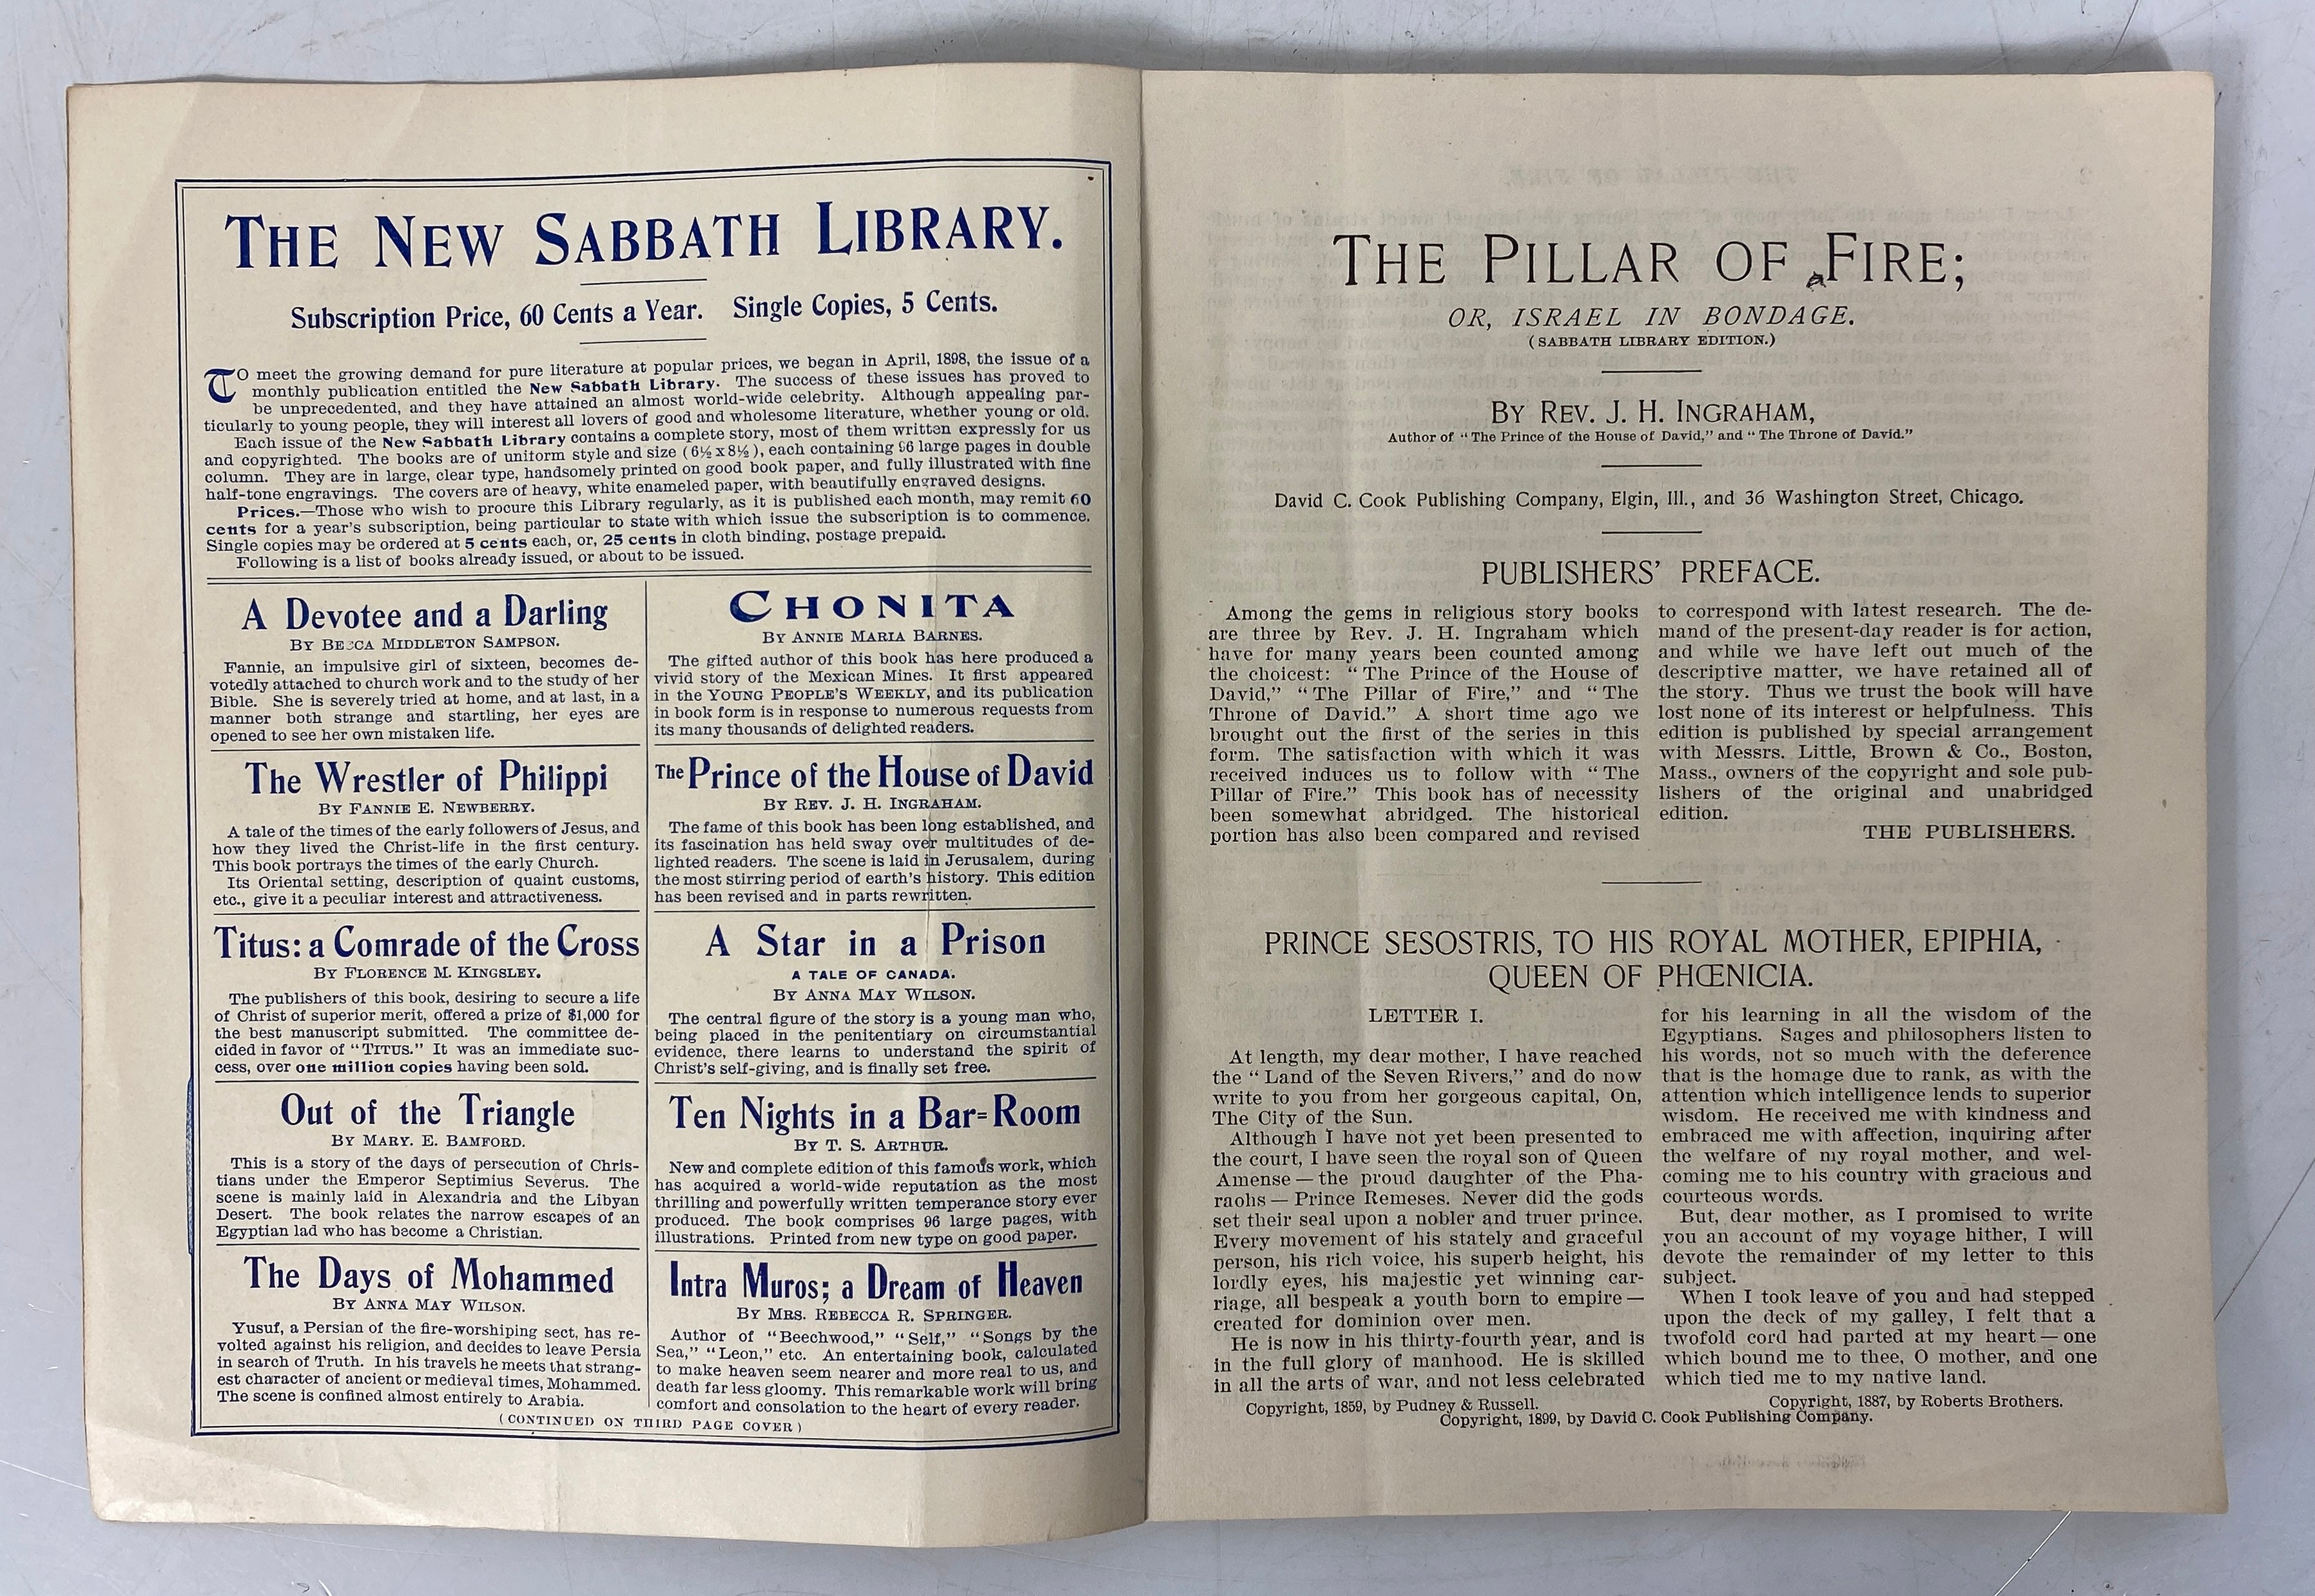 THE NEW SABBATH LIBRARY.
Subscription Price, 60 Cents a Year. Single Copies, 5 Cents.
TO meet the growing demand for pure literature at popular prices, we began in April, 1898, the issue of a
monthly publication entitled the New Sabbath Library. The success of these issues has proved to
be unprecedented, and they have attained an almost world-wide celebrity. Although appealing par-
ticularly to young people, they will interest all lovers of good and wholesome literature, whether young or old.
Each issue of the New Sabbath Library contains a complete story, most of them written expressly for us
and copyrighted. The books are of uniform style and size (6½ x 8½), each containing 96 large pages in double
column. They are in large, clear type, handsomely printed on good book paper, and fully illustrated with fine
half-tone engravings. The covers are of heavy, white enameled paper, with beautifully engraved designs.
Prices.—Those who wish to procure this Library regularly, as it is published each month, may remit 60
cents for a year's subscription, being particular to state with which issue the subscription is to commence.
Single copies may be ordered at 5 cents each, or, 25 cents in cloth binding, postage prepaid.
Following is a list of books already issued, or about to be issued.
A Devotee and a Darling
BY BECCA MIDDLETON SAMPSON.
Fannie, an impulsive girl of sixteen, becomes de-
votedly attached to church work and to the study of her
Bible. She is severely tried at home, and at last, in a
manner both strange and startling, her eyes are
opened to see her own mistaken life.
The Wrestler of Philippi
BY FANNIE E. NEWBERRY.
A tale of the times of the early followers of Jesus, and
how they lived the Christ-life in the first century.
This book portrays the times of the early Church.
Its Oriental setting, description of quaint customs,
etc., give it a peculiar interest and attractiveness.
Titus: a Comrade of the Cross
BY FLORENCE M. KINGSLEY.
The publishers of this book, desiring to secure a life
of Christ of superior merit, offered a prize of $1,000 for
the best manuscript submitted. The committee de-
cided in favor of "TITUS." It was an immediate suc-
cess, over one million copies having been sold.
Out of the Triangle
BY MARY. E. BAMFORD.
This is a story of the days of persecution of Chris-
tians under the Emperor Septimius Severus. The
scene is mainly laid in Alexandria and the Libyan
Desert. The book relates the narrow escapes of an
Egyptian lad who has become a Christian.
The Days of Mohammed
BY ANNA MAY WILSON.
Yusuf, a Persian of the fire-worshiping sect, has re-
volted against his religion, and decides to leave Persia
in search of Truth. In his travels he meets that strang-
est character of ancient or medieval times, Mohammed.
The scene is confined almost entirely to Arabia.
CHONITA
BY ANNIE MARIA BARNES.
The gifted author of this book has here produced a
vivid story of the Mexican Mines. It first appeared
in the YOUNG PEOPLE'S WEEKLY, and its publication
in book form is in response to numerous requests from
its many thousands of delighted readers.
The Prince of the House of David
BY REV. J. H. INGRAHAM.
The fame of this book has been long established, and
its fascination has held sway over multitudes of de-
lighted readers. The scene is laid in Jerusalem, during
the most stirring period of earth's history. This edition
has been revised and in parts rewritten.
A Star in a Prison
A TALE OF CANADA.
BY ANNA MAY WILSON.
The central figure of the story is a young man who,
being placed in the penitentiary on circumstantial
evidence, there learns to understand the spirit of
Christ's self-giving, and is finally set free.
Ten Nights in a Bar=Room
BY T. S. ARTHUR.
New and complete edition of this famous work, which
has acquired a world-wide reputation as the most
thrilling and powerfully written temperance story ever
produced. The book comprises 96 large pages, with
illustrations. Printed from new type on good paper.
Intra Muros; a Dream of Heaven
BY MRS. REBECCA R. SPRINGER.
Author of "Beechwood," "Self," "Songs by the
Sea," "Leon," etc. An entertaining book, calculated
to make heaven seem nearer and more real to us, and
death far less gloomy. This remarkable work will bring
comfort and consolation to the heart of every reader.
(CONTINUED ON THIRD PAGE COVER)
THE PILLAR OF FIRE;
OR, ISRAEL IN BONDAGE.
(SABBATH LIBRARY EDITION.)
BY REV. J. H. INGRAHAM,
Author of "The Prince of the House of David," and "The Throne of David."
David C. Cook Publishing Company, Elgin, Ill., and 36 Washington Street, Chicago.
PUBLISHERS' PREFACE.
Among the gems in religious story books
are three by Rev. J. H. Ingraham which
have for many years been counted among
the choicest: "The Prince of the House of
David," "The Pillar of Fire," and "The
Throne of David." A short time ago we
brought out the first of the series in this
form. The satisfaction with which it was
received induces us to follow with "The
Pillar of Fire." This book has of necessity
been somewhat abridged. The historical
portion has also been compared and revised
to correspond with latest research. The de-
mand of the present-day reader is for action,
and while we have left out much of the
descriptive matter, we have retained all of
the story. Thus we trust the book will have
lost none of its interest or helpfulness. This
edition is published by special arrangement
with Messrs. Little, Brown & Co., Boston,
Mass., owners of the copyright and sole pub-
lishers of the original and unabridged
edition.
THE PUBLISHERS.
PRINCE SESOSTRIS, TO HIS ROYAL MOTHER, EPIPHIA,
QUEEN OF PHŒNICIA.
LETTER I.
At length, my dear mother, I have reached
the "Land of the Seven Rivers," and do now
write to you from her gorgeous capital, On,
The City of the Sun.
Although I have not yet been presented to
the court, I have seen the royal son of Queen
Amense — the proud daughter of the Pha-
raohs — Prince Remeses. Never did the gods
set their seal upon a nobler and truer prince.
Every movement of his stately and graceful
person, his rich voice, his superb height, his
lordly eyes, his majestic yet winning car-
riage, all bespeak a youth born to empire —
created for dominion over men.
He is now in his thirty-fourth year, and is
in the full glory of manhood. He is skilled
in all the arts of war, and not less celebrated
for his learning in all the wisdom of the
Egyptians. Sages and philosophers listen to
his words, not so much with the deference
that is the homage due to rank, as with the
attention which intelligence lends to superior
wisdom. He received me with kindness and
embraced me with affection, inquiring after
the welfare of my royal mother, and wel-
coming me to his country with gracious and
courteous words.
But, dear mother, as I promised to write
you an account of my voyage hither, I will
devote the remainder of my letter to this
subject.
When I took leave of you and had stepped
upon the deck of my galley, I felt that a
twofold cord had parted at my heart — one
which bound me to thee, O mother, and one
which tied me to my native land.
Copyright, 1859, by Pudney & Russell. Copyright, 1887, by Roberts Brothers.
Copyright, 1899, by David C. Cook Publishing Company.